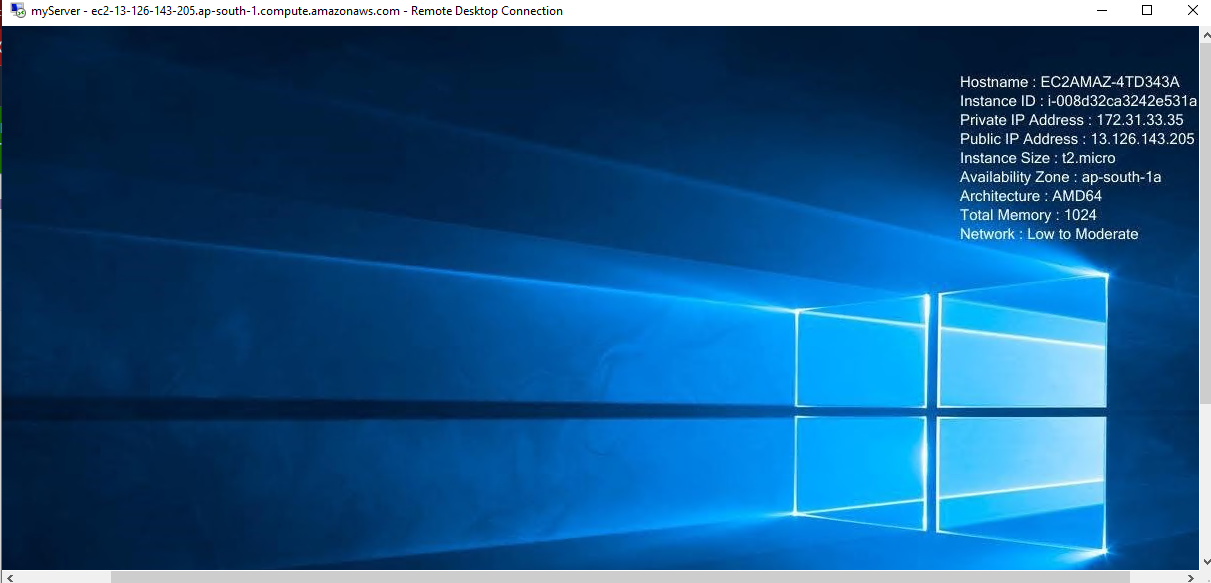 myServer - ec2-13-126-143-205.ap-south-1.compute.amazonaws.com - Remote Desktop Connection
Hostname : EC2AMAZ-4TD343A
Instance ID : i-008d32ca3242e531a
Private IP Address : 172.31.33.35
Public IP Address : 13.126.143.205
Instance Size : t2.micro
Availability Zone : ap-south-1a
Architecture : AMD64
Total Memory : 1024
Network : Low to Moderate